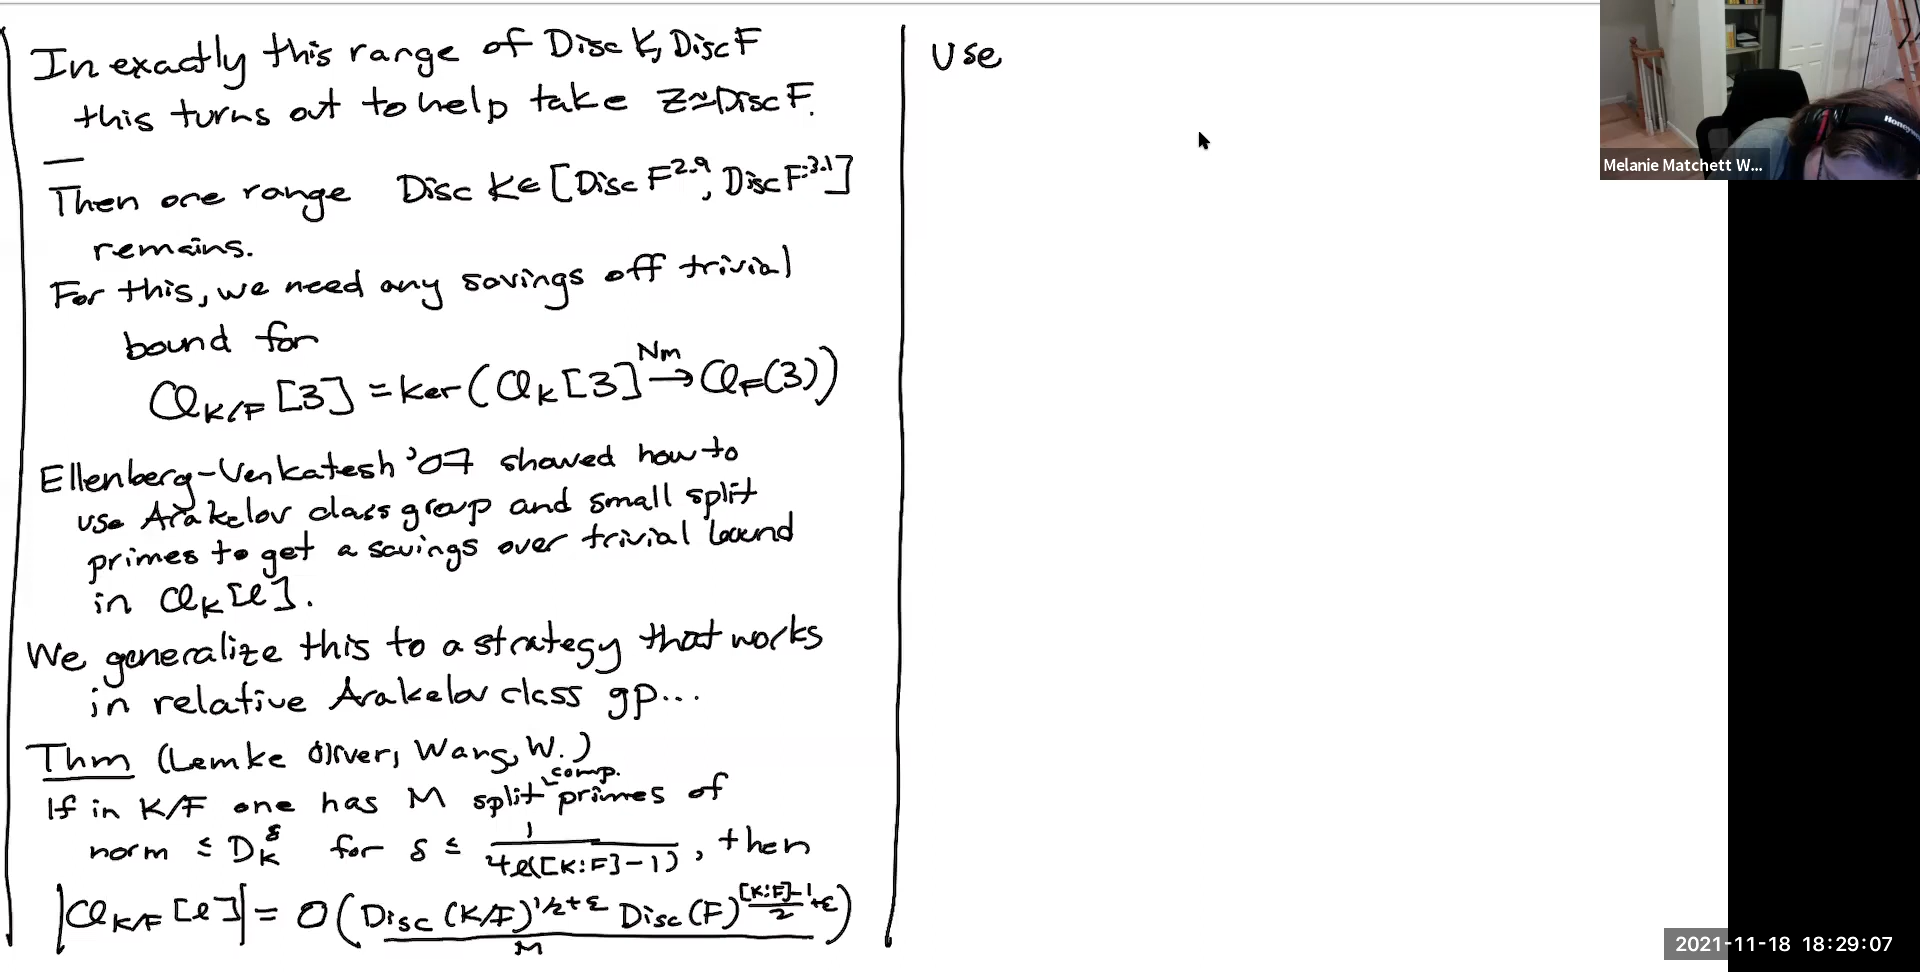 In exactly this range of Disc K, Disc F
this turns out to help take Z≈Disc F.
Then one range Disc K ∈ [Disc F^2.9, Disc F^3.1]
remains.
For this, we need any savings off trivial
bound for
Cl_K/F [3] = ker (Cl_K [3] →^Nm Cl_F (3))
Ellenberg-Venkatesh '07 showed how to
use Arakelov class group and small split
primes to get a savings over trivial bound
in Cl_K [ℓ].
We generalize this to a strategy that works
in relative Arakelov class gp...
Thm (Lemke Oliver, Wang, W.)
If in K/F one has M split comp. primes of
norm ≤ D_K^δ for δ ≤ 1/(4ℓ([K:F]-1)), then
|Cl_K/F [ℓ]| = O(Disc (K/F)^(1/2+ε) Disc (F)^([K:F]-1/2+ε) / M)
Use
Honeyw
Melanie Matchett W...
2021-11-18 18:29:07